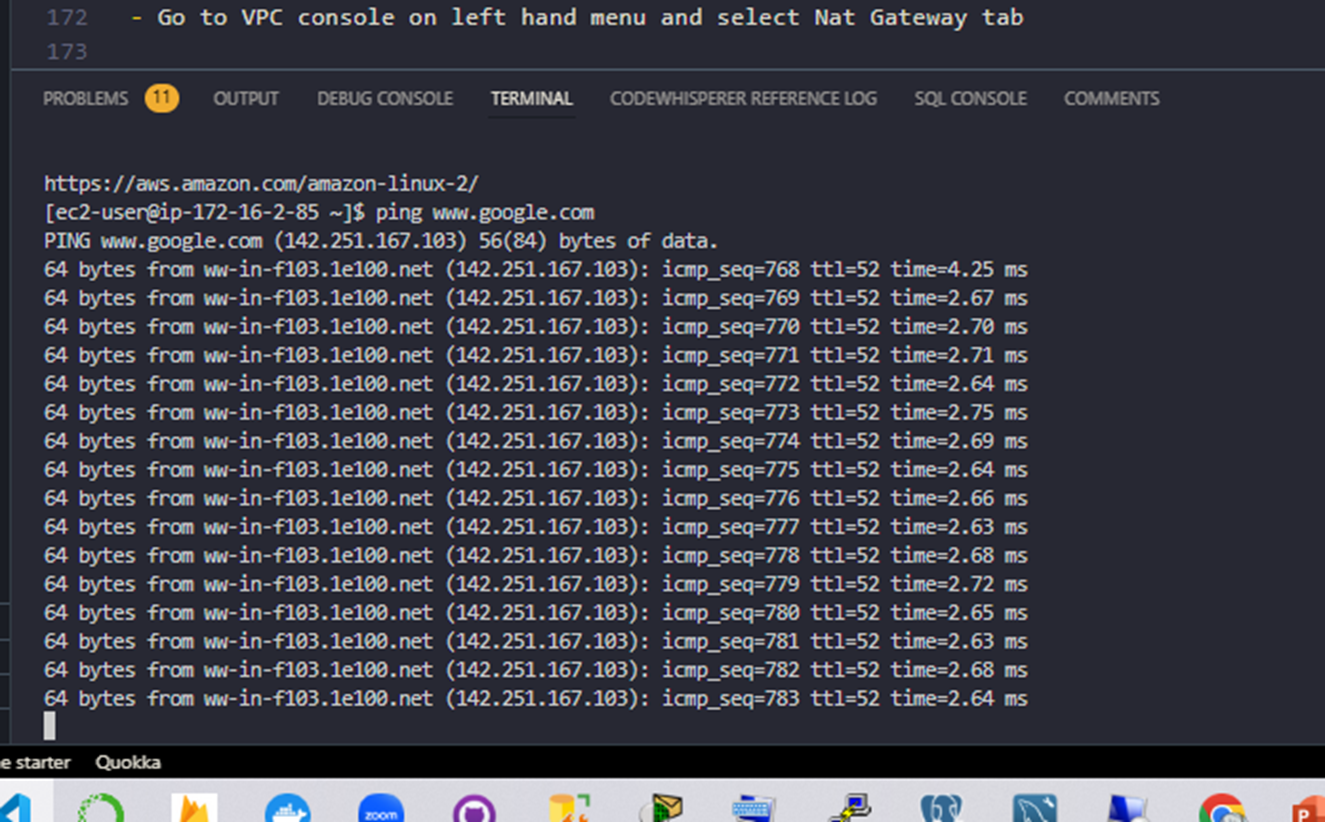 172 - Go to VPC console on left hand menu and select Nat Gateway tab
173
PROBLEMS 11 OUTPUT DEBUG CONSOLE TERMINAL CODEWHISPERER REFERENCE LOG SQL CONSOLE COMMENTS
https://aws.amazon.com/amazon-linux-2/
[ec2-user@ip-172-16-2-85 ~]$ ping www.google.com
PING www.google.com (142.251.167.103) 56(84) bytes of data.
64 bytes from ww-in-f103.1e100.net (142.251.167.103): icmp_seq=768 ttl=52 time=4.25 ms
64 bytes from ww-in-f103.1e100.net (142.251.167.103): icmp_seq=769 ttl=52 time=2.67 ms
64 bytes from ww-in-f103.1e100.net (142.251.167.103): icmp_seq=770 ttl=52 time=2.70 ms
64 bytes from ww-in-f103.1e100.net (142.251.167.103): icmp_seq=771 ttl=52 time=2.71 ms
64 bytes from ww-in-f103.1e100.net (142.251.167.103): icmp_seq=772 ttl=52 time=2.64 ms
64 bytes from ww-in-f103.1e100.net (142.251.167.103): icmp_seq=773 ttl=52 time=2.75 ms
64 bytes from ww-in-f103.1e100.net (142.251.167.103): icmp_seq=774 ttl=52 time=2.69 ms
64 bytes from ww-in-f103.1e100.net (142.251.167.103): icmp_seq=775 ttl=52 time=2.64 ms
64 bytes from ww-in-f103.1e100.net (142.251.167.103): icmp_seq=776 ttl=52 time=2.66 ms
64 bytes from ww-in-f103.1e100.net (142.251.167.103): icmp_seq=777 ttl=52 time=2.63 ms
64 bytes from ww-in-f103.1e100.net (142.251.167.103): icmp_seq=778 ttl=52 time=2.68 ms
64 bytes from ww-in-f103.1e100.net (142.251.167.103): icmp_seq=779 ttl=52 time=2.72 ms
64 bytes from ww-in-f103.1e100.net (142.251.167.103): icmp_seq=780 ttl=52 time=2.65 ms
64 bytes from ww-in-f103.1e100.net (142.251.167.103): icmp_seq=781 ttl=52 time=2.63 ms
64 bytes from ww-in-f103.1e100.net (142.251.167.103): icmp_seq=782 ttl=52 time=2.68 ms
64 bytes from ww-in-f103.1e100.net (142.251.167.103): icmp_seq=783 ttl=52 time=2.64 ms
e starter Quokka
zoom
P